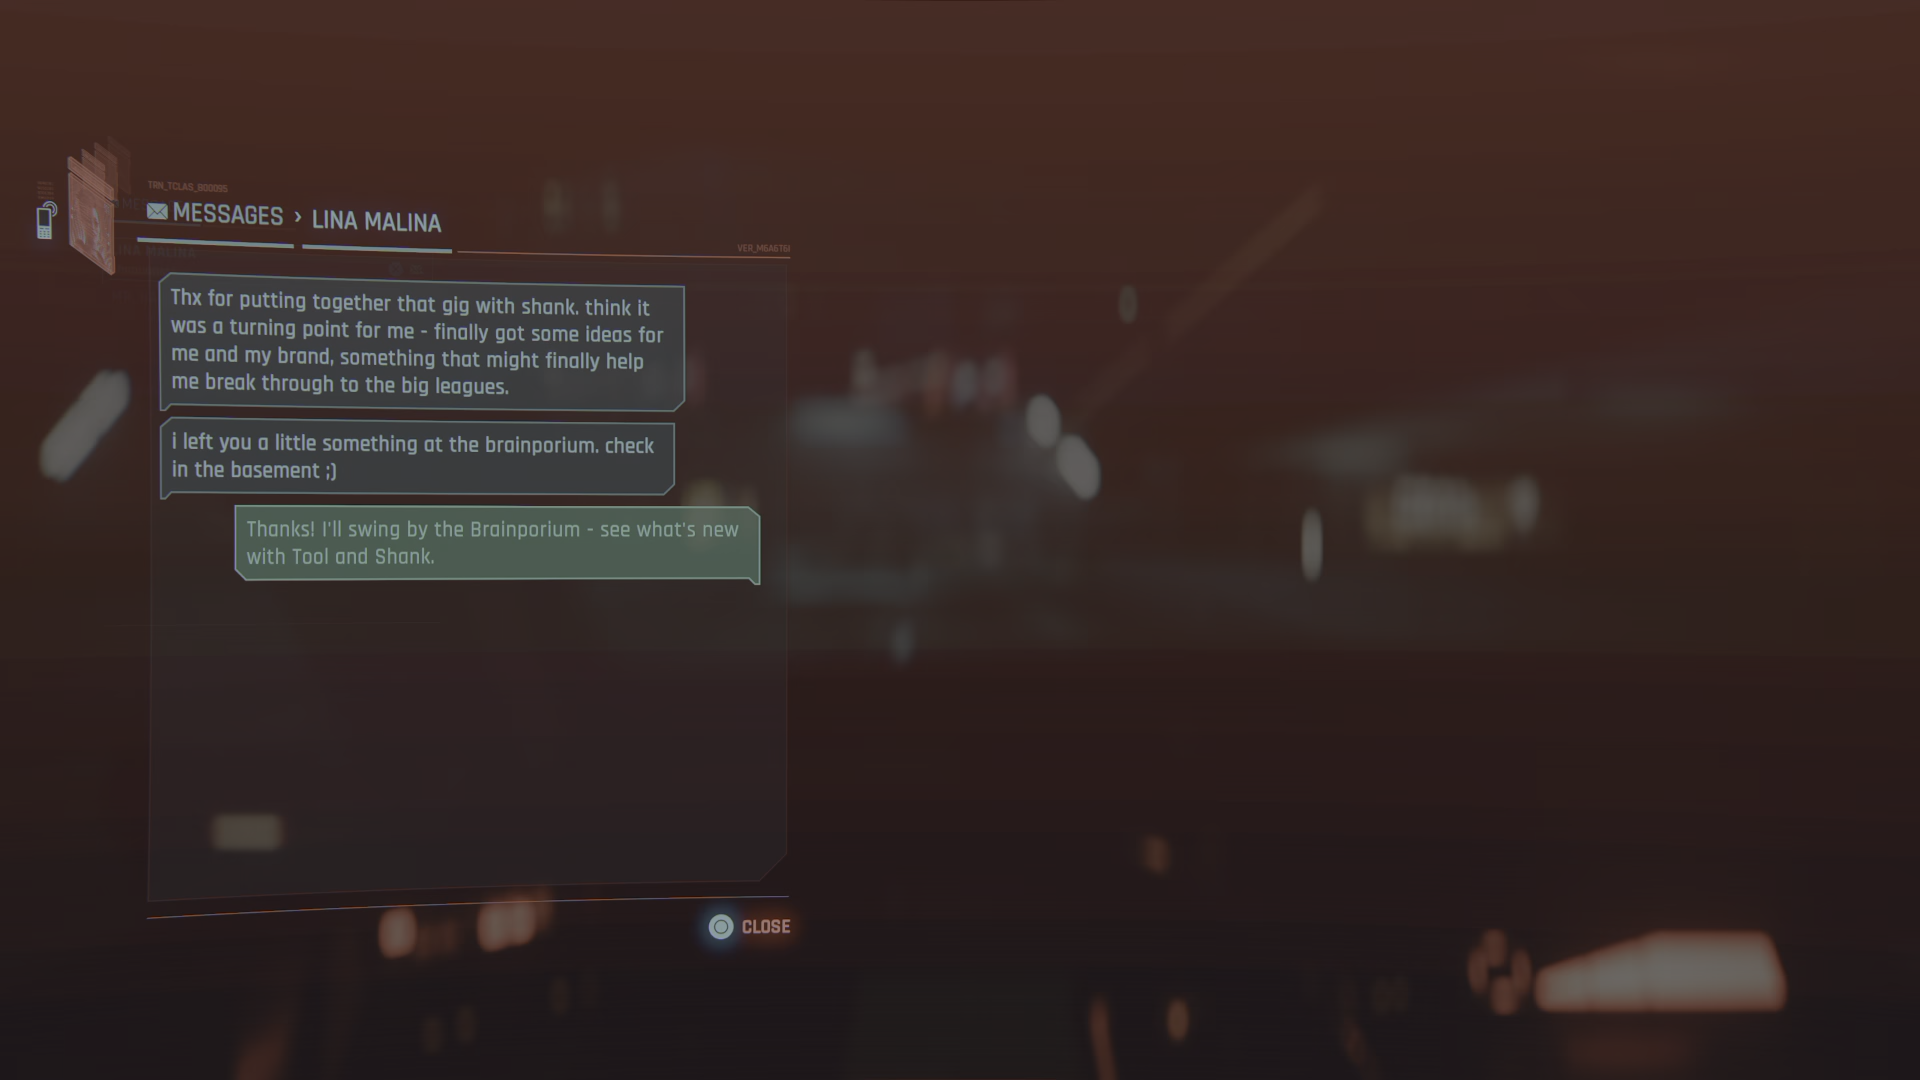 TRN_TCLAS_800095
MESSAGES › LINA MALINA
Thx for putting together that gig with shank. think it
was a turning point for me - finally got some ideas for
me and my brand, something that might finally help
me break through to the big leagues.
i left you a little something at the brainporium. check
in the basement ;)
Thanks! I'll swing by the Brainporium - see what's new
with Tool and Shank.
CLOSE